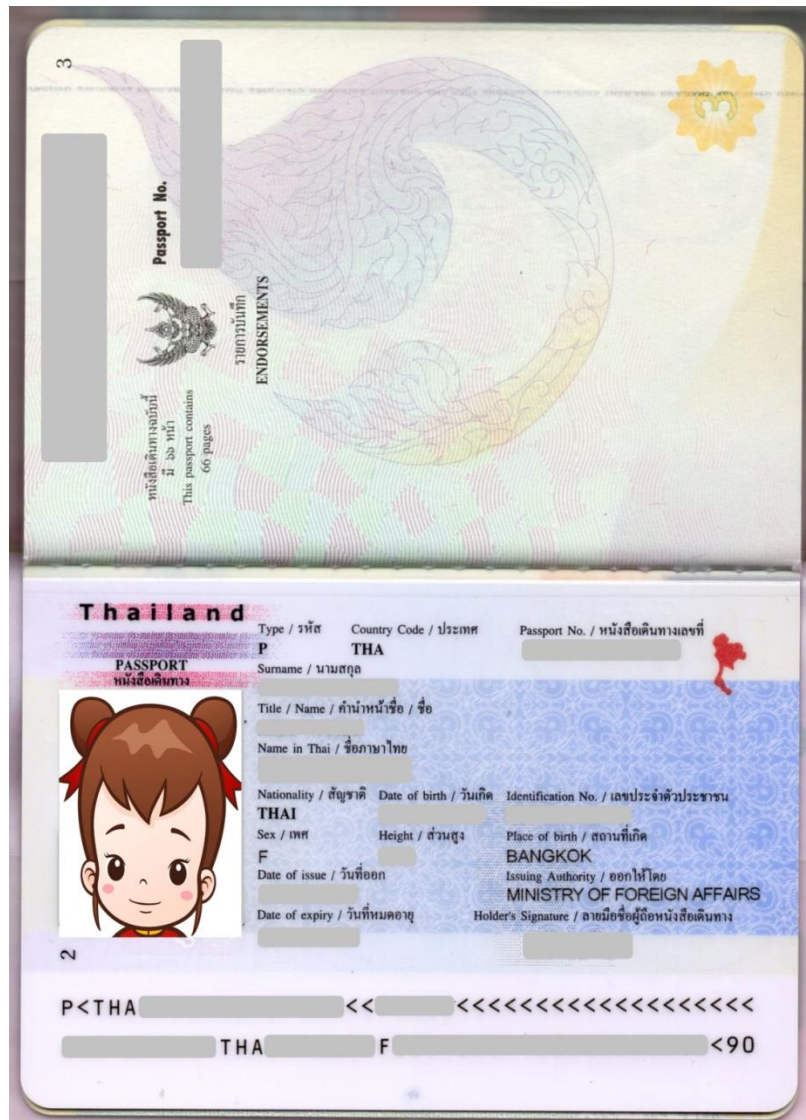 3
Passport No.
รายการบันทึก
ENDORSEMENTS
หนังสือเดินทางฉบับนี้
มี ๖๖ หน้า
This passport contains
66 pages
3
Thailand
PASSPORT
หนังสือเดินทาง
Type / รหัส Country Code / ประเทศ Passport No. / หนังสือเดินทางเลขที่
P THA
Surname / นามสกุล
Title / Name / คำนำหน้าชื่อ / ชื่อ
Name in Thai / ชื่อภาษาไทย
Nationality / สัญชาติ Date of birth / วันเกิด Identification No. / เลขประจำตัวประชาชน
THAI
Sex / เพศ Height / ส่วนสูง Place of birth / สถานที่เกิด
F BANGKOK
Date of issue / วันที่ออก Issuing Authority / ออกให้โดย
MINISTRY OF FOREIGN AFFAIRS
Date of expiry / วันที่หมดอายุ Holder's Signature / ลายมือชื่อผู้ถือหนังสือเดินทาง
2
P<THA << <<<<<<<<<<<<<<<<<<<
THA F <90